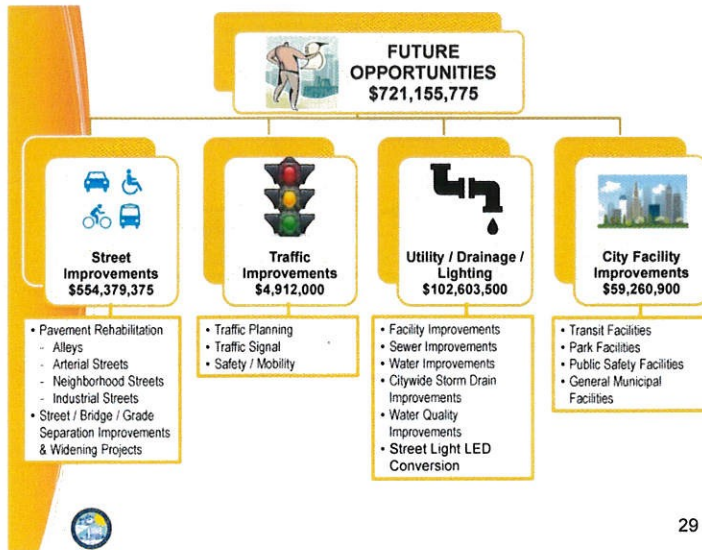 FUTURE
OPPORTUNITIES
$721,155,775
Street
Improvements
$554,379,375
Traffic
Improvements
$4,912,000
Utility / Drainage /
Lighting
$102,603,500
City Facility
Improvements
$59,260,900
• Pavement Rehabilitation
- Alleys
- Arterial Streets
- Neighborhood Streets
- Industrial Streets
• Street / Bridge / Grade
Separation Improvements
& Widening Projects
• Traffic Planning
• Traffic Signal
• Safety / Mobility
• Facility Improvements
• Sewer Improvements
• Water Improvements
• Citywide Storm Drain
Improvements
• Water Quality
Improvements
• Street Light LED
Conversion
• Transit Facilities
• Park Facilities
• Public Safety Facilities
• General Municipal
Facilities
29